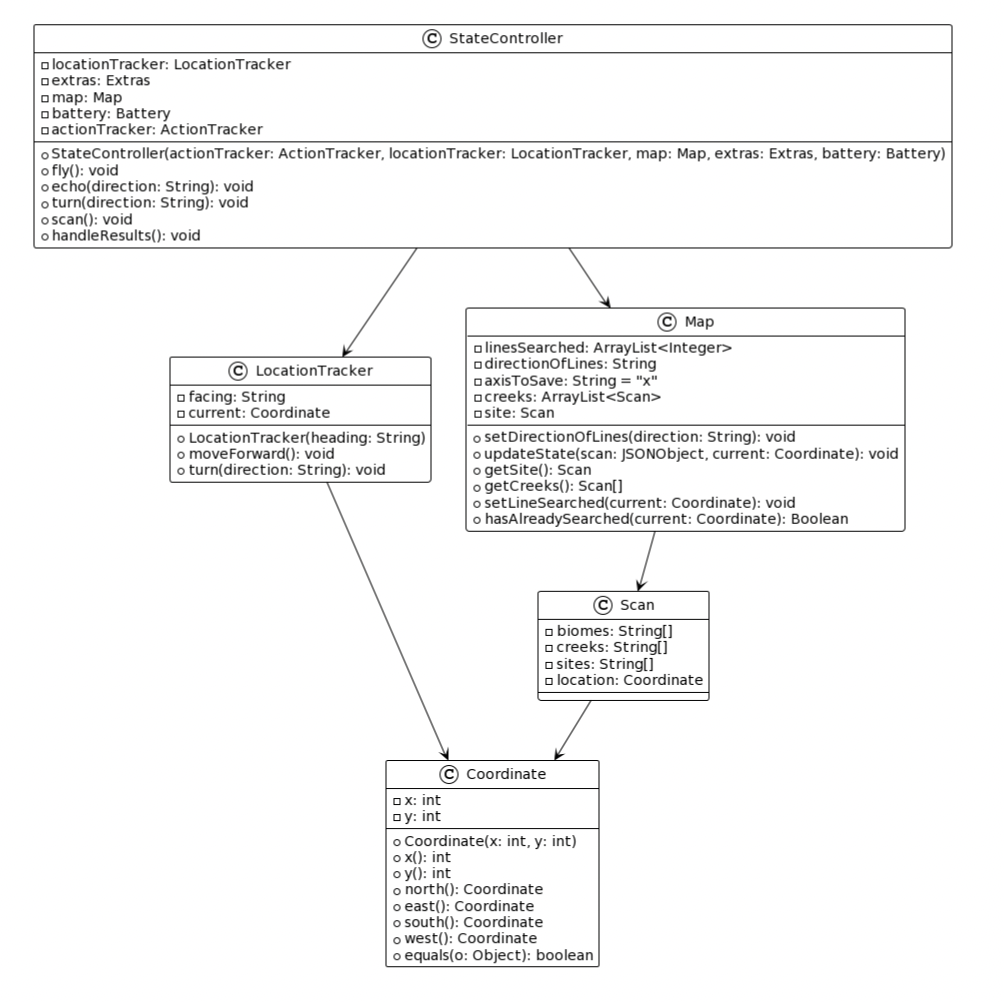 C StateController
locationTracker: LocationTracker
extras: Extras
map: Map
battery: Battery
actionTracker: ActionTracker
StateController(actionTracker: ActionTracker, locationTracker: LocationTracker, map: Map, extras: Extras, battery: Battery)
fly(): void
echo(direction: String): void
turn(direction: String): void
scan(): void
handleResults(): void
C LocationTracker
facing: String
current: Coordinate
LocationTracker(heading: String)
moveForward(): void
turn(direction: String): void
C Map
linesSearched: ArrayList<Integer>
directionOfLines: String
axisToSave: String = "x"
creeks: ArrayList<Scan>
site: Scan
setDirectionOfLines(direction: String): void
updateState(scan: JSONObject, current: Coordinate): void
getSite(): Scan
getCreeks(): Scan[]
setLineSearched(current: Coordinate): void
hasAlreadySearched(current: Coordinate): Boolean
C Scan
biomes: String[]
creeks: String[]
sites: String[]
location: Coordinate
C Coordinate
x: int
y: int
Coordinate(x: int, y: int)
x(): int
y(): int
north(): Coordinate
east(): Coordinate
south(): Coordinate
west(): Coordinate
equals(o: Object): boolean